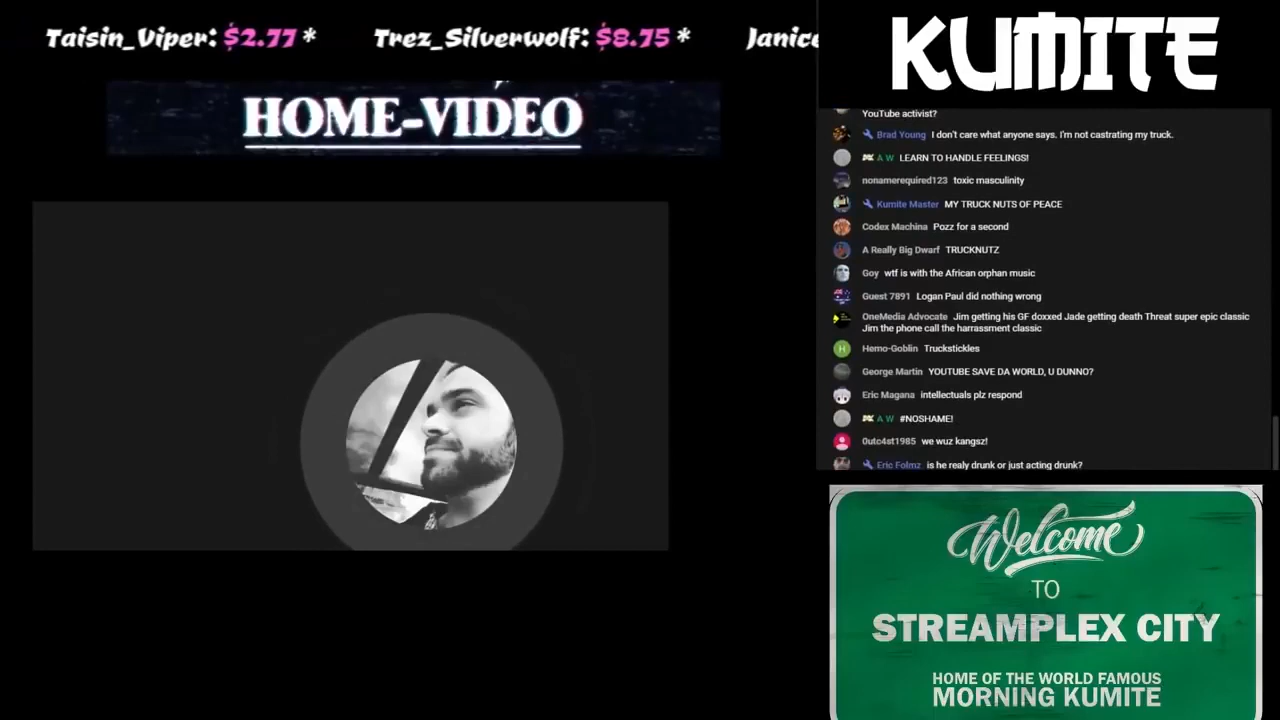 Taisin_Viper: $2.77 * Trez_Silverwolf: $8.75 * Janice
HOME-VIDEO
KUMITE
YouTube activist?
Brad Young I don't care what anyone says. I'm not castrating my truck.
A W LEARN TO HANDLE FEELINGS!
nonamerequired123 toxic masculinity
Kumite Master MY TRUCK NUTS OF PEACE
Codex Machina Pozz for a second
A Really Big Dwarf TRUCKNUTZ
Goy wtf is with the African orphan music
Guest 7891 Logan Paul did nothing wrong
OneMedia Advocate Jim getting his GF doxxed Jade getting death Threat super epic classic
Jim the phone call the harrassment classic
Hemo-Goblin Truckstickles
H
George Martin YOUTUBE SAVE DA WORLD, U DUNNO?
Eric Magana intellectuals plz respond
A W #NOSHAME!
0utc4st1985 we wuz kangsz!
Eric Folmz is he realy drunk or just acting drunk?
Welcome
TO
STREAMPLEX CITY
HOME OF THE WORLD FAMOUS
MORNING KUMITE